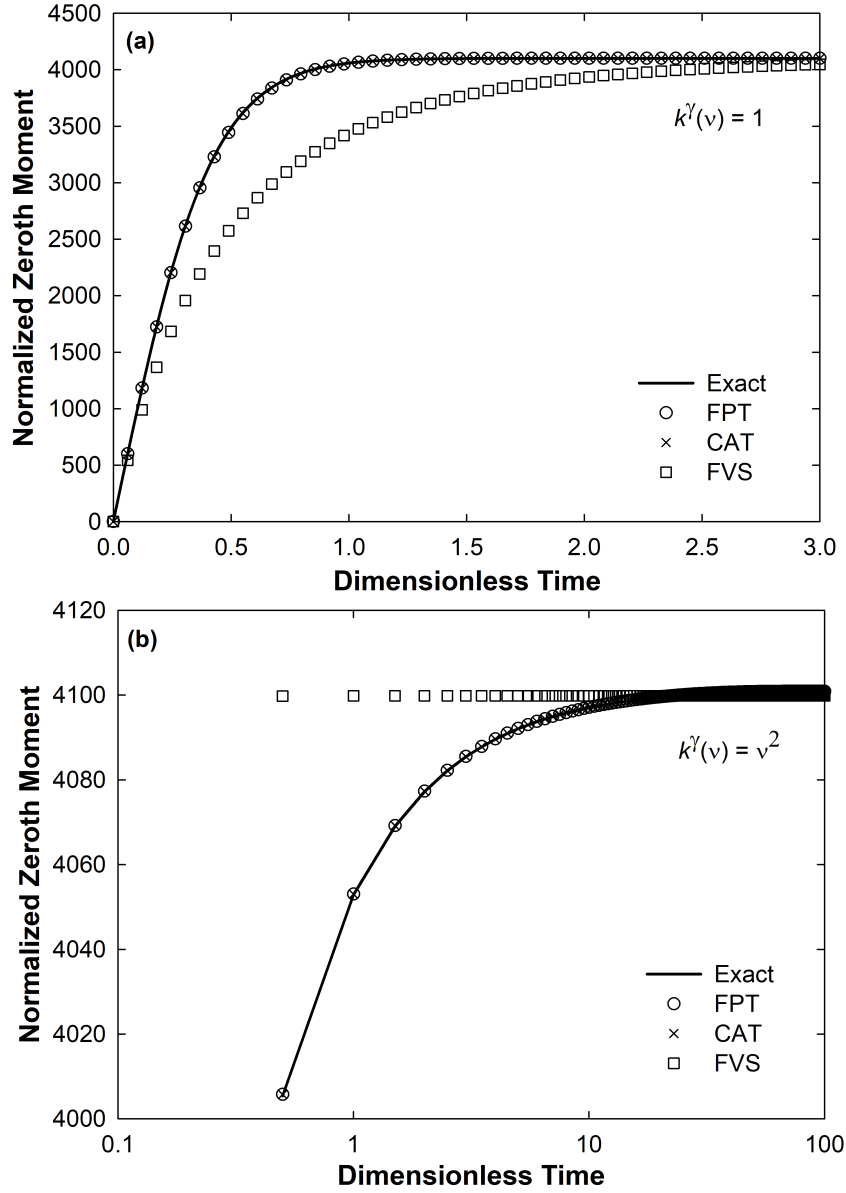 4500
(a)
4000
3500
k^γ(ν) = 1
3000
2500
2000
1500
1000
500
0
Normalized Zeroth Moment
Exact
FPT
CAT
FVS
0.0 0.5 1.0 1.5 2.0 2.5 3.0
Dimensionless Time
4120
(b)
4100
k^γ(ν) = ν²
4080
4060
4040
4020
4000
Normalized Zeroth Moment
Exact
FPT
CAT
FVS
0.1 1 10 100
Dimensionless Time